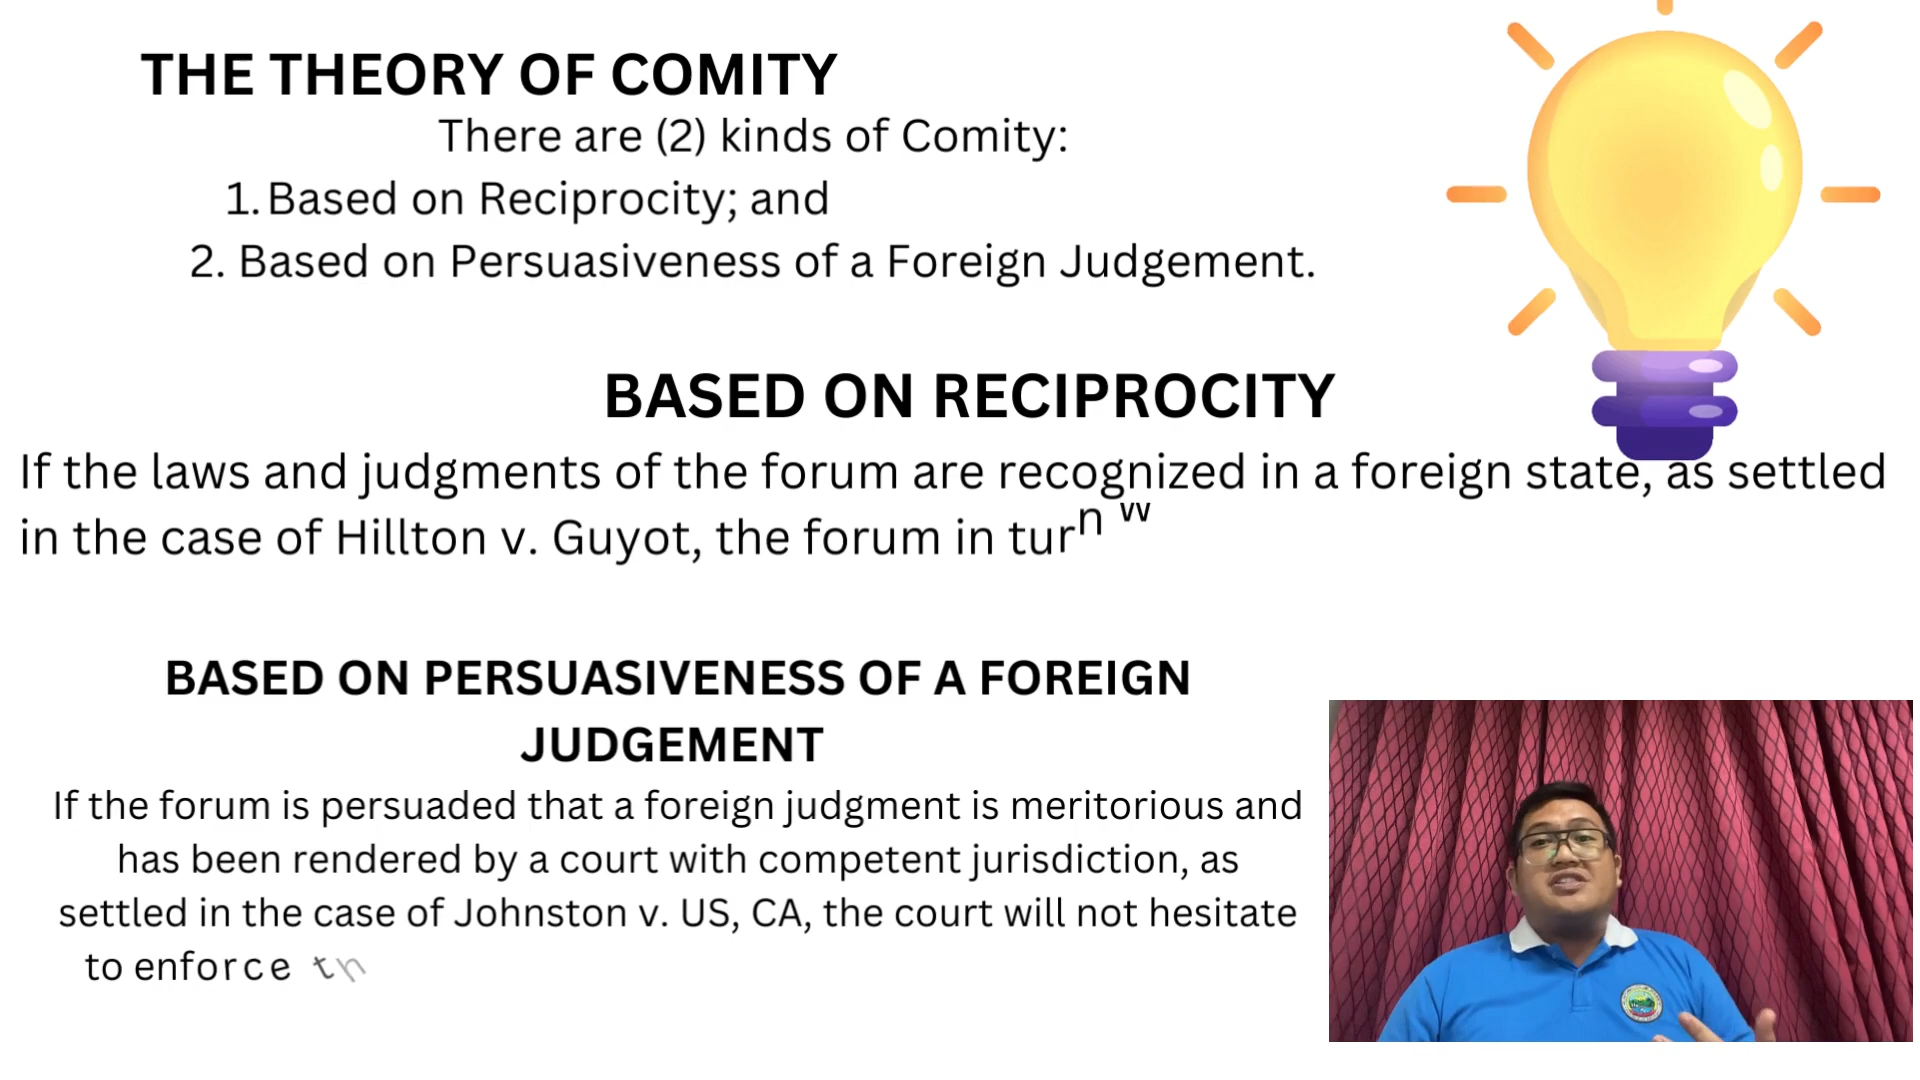 THE THEORY OF COMITY
There are (2) kinds of Comity:
1. Based on Reciprocity; and
2. Based on Persuasiveness of a Foreign Judgement.
BASED ON RECIPROCITY
If the laws and judgments of the forum are recognized in a foreign state, as settled
in the case of Hillton v. Guyot, the forum in turn
BASED ON PERSUASIVENESS OF A FOREIGN
JUDGEMENT
If the forum is persuaded that a foreign judgment is meritorious and
has been rendered by a court with competent jurisdiction, as
settled in the case of Johnston v. US, CA, the court will not hesitate
to enforce